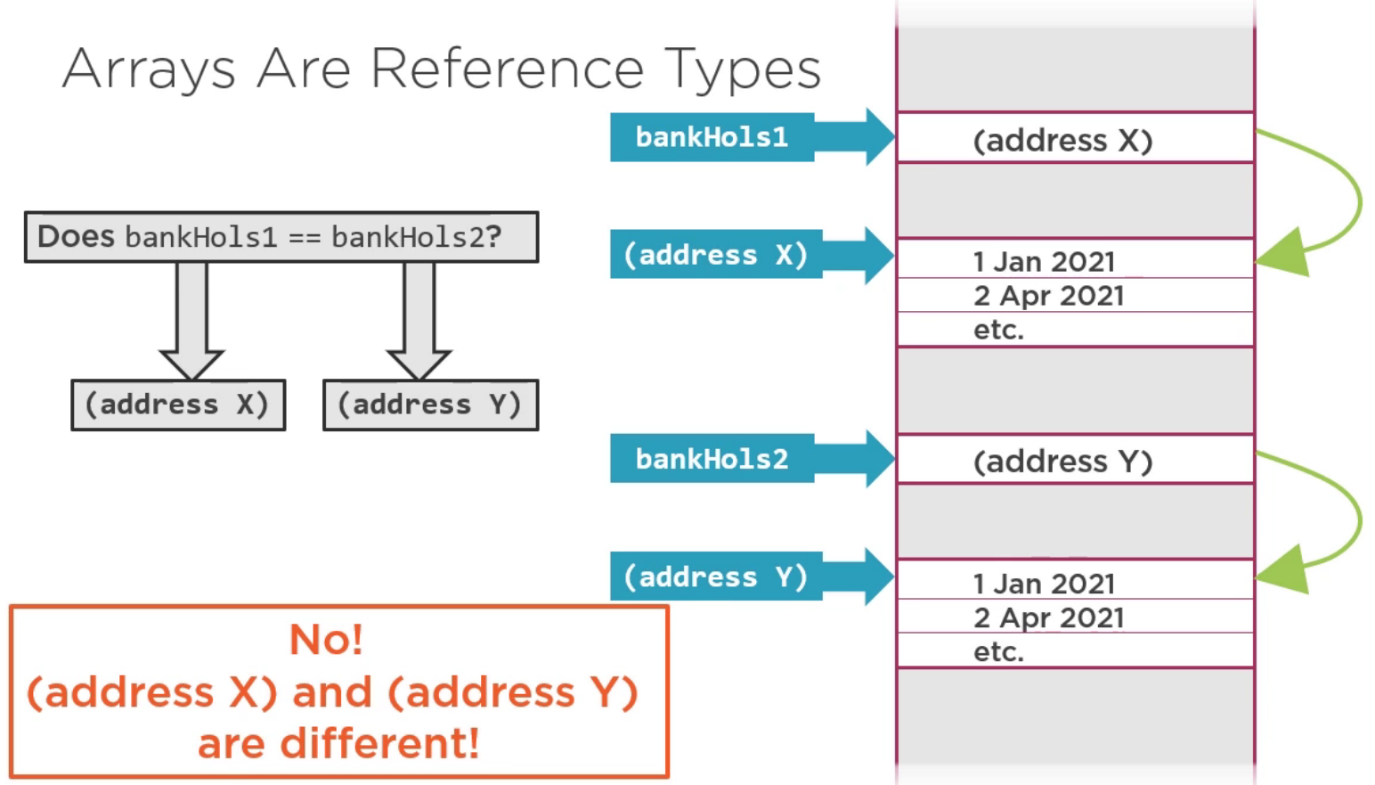 Arrays Are Reference Types
Does bankHols1 == bankHols2?
(address X)
(address Y)
No!
(address X) and (address Y)
are different!
bankHols1
(address X)
(address X)
1 Jan 2021
2 Apr 2021
etc.
bankHols2
(address Y)
(address Y)
1 Jan 2021
2 Apr 2021
etc.